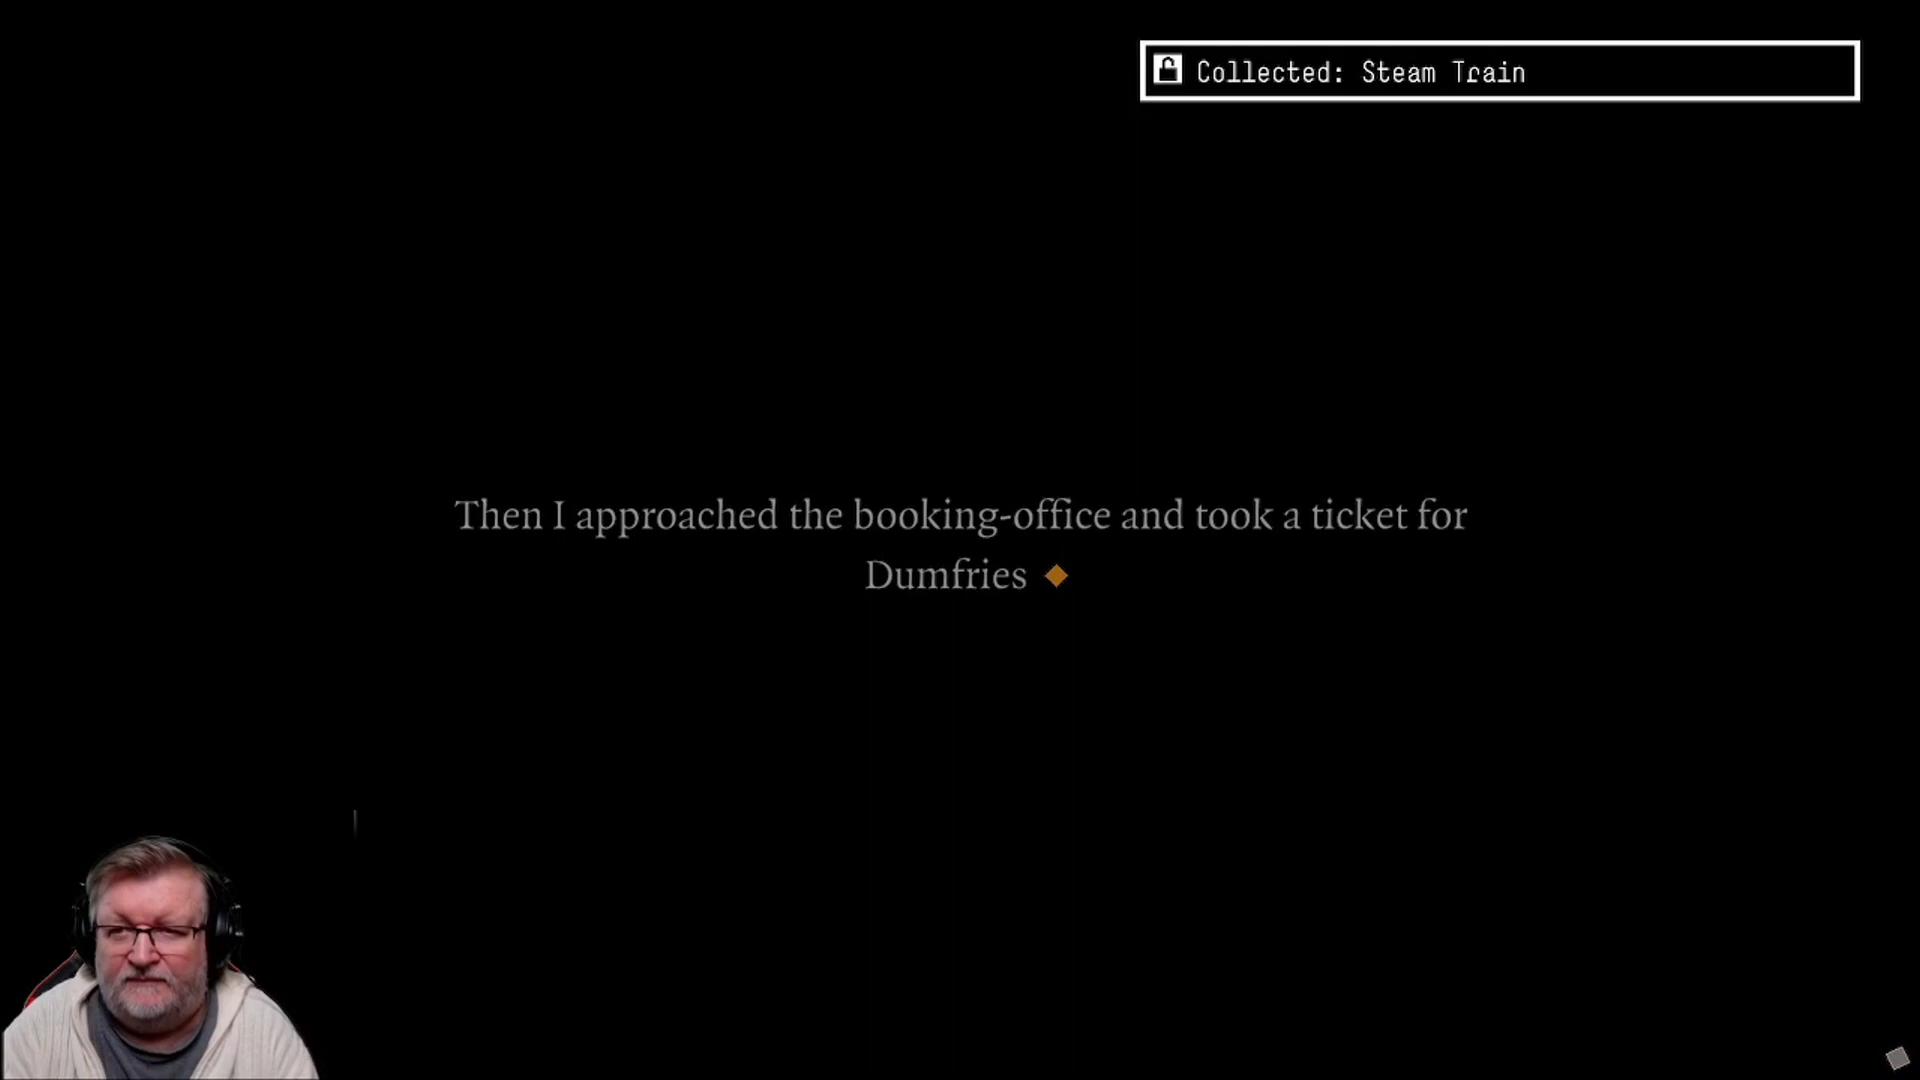 Collected: Steam Train
Then I approached the booking-office and took a ticket for
Dumfries